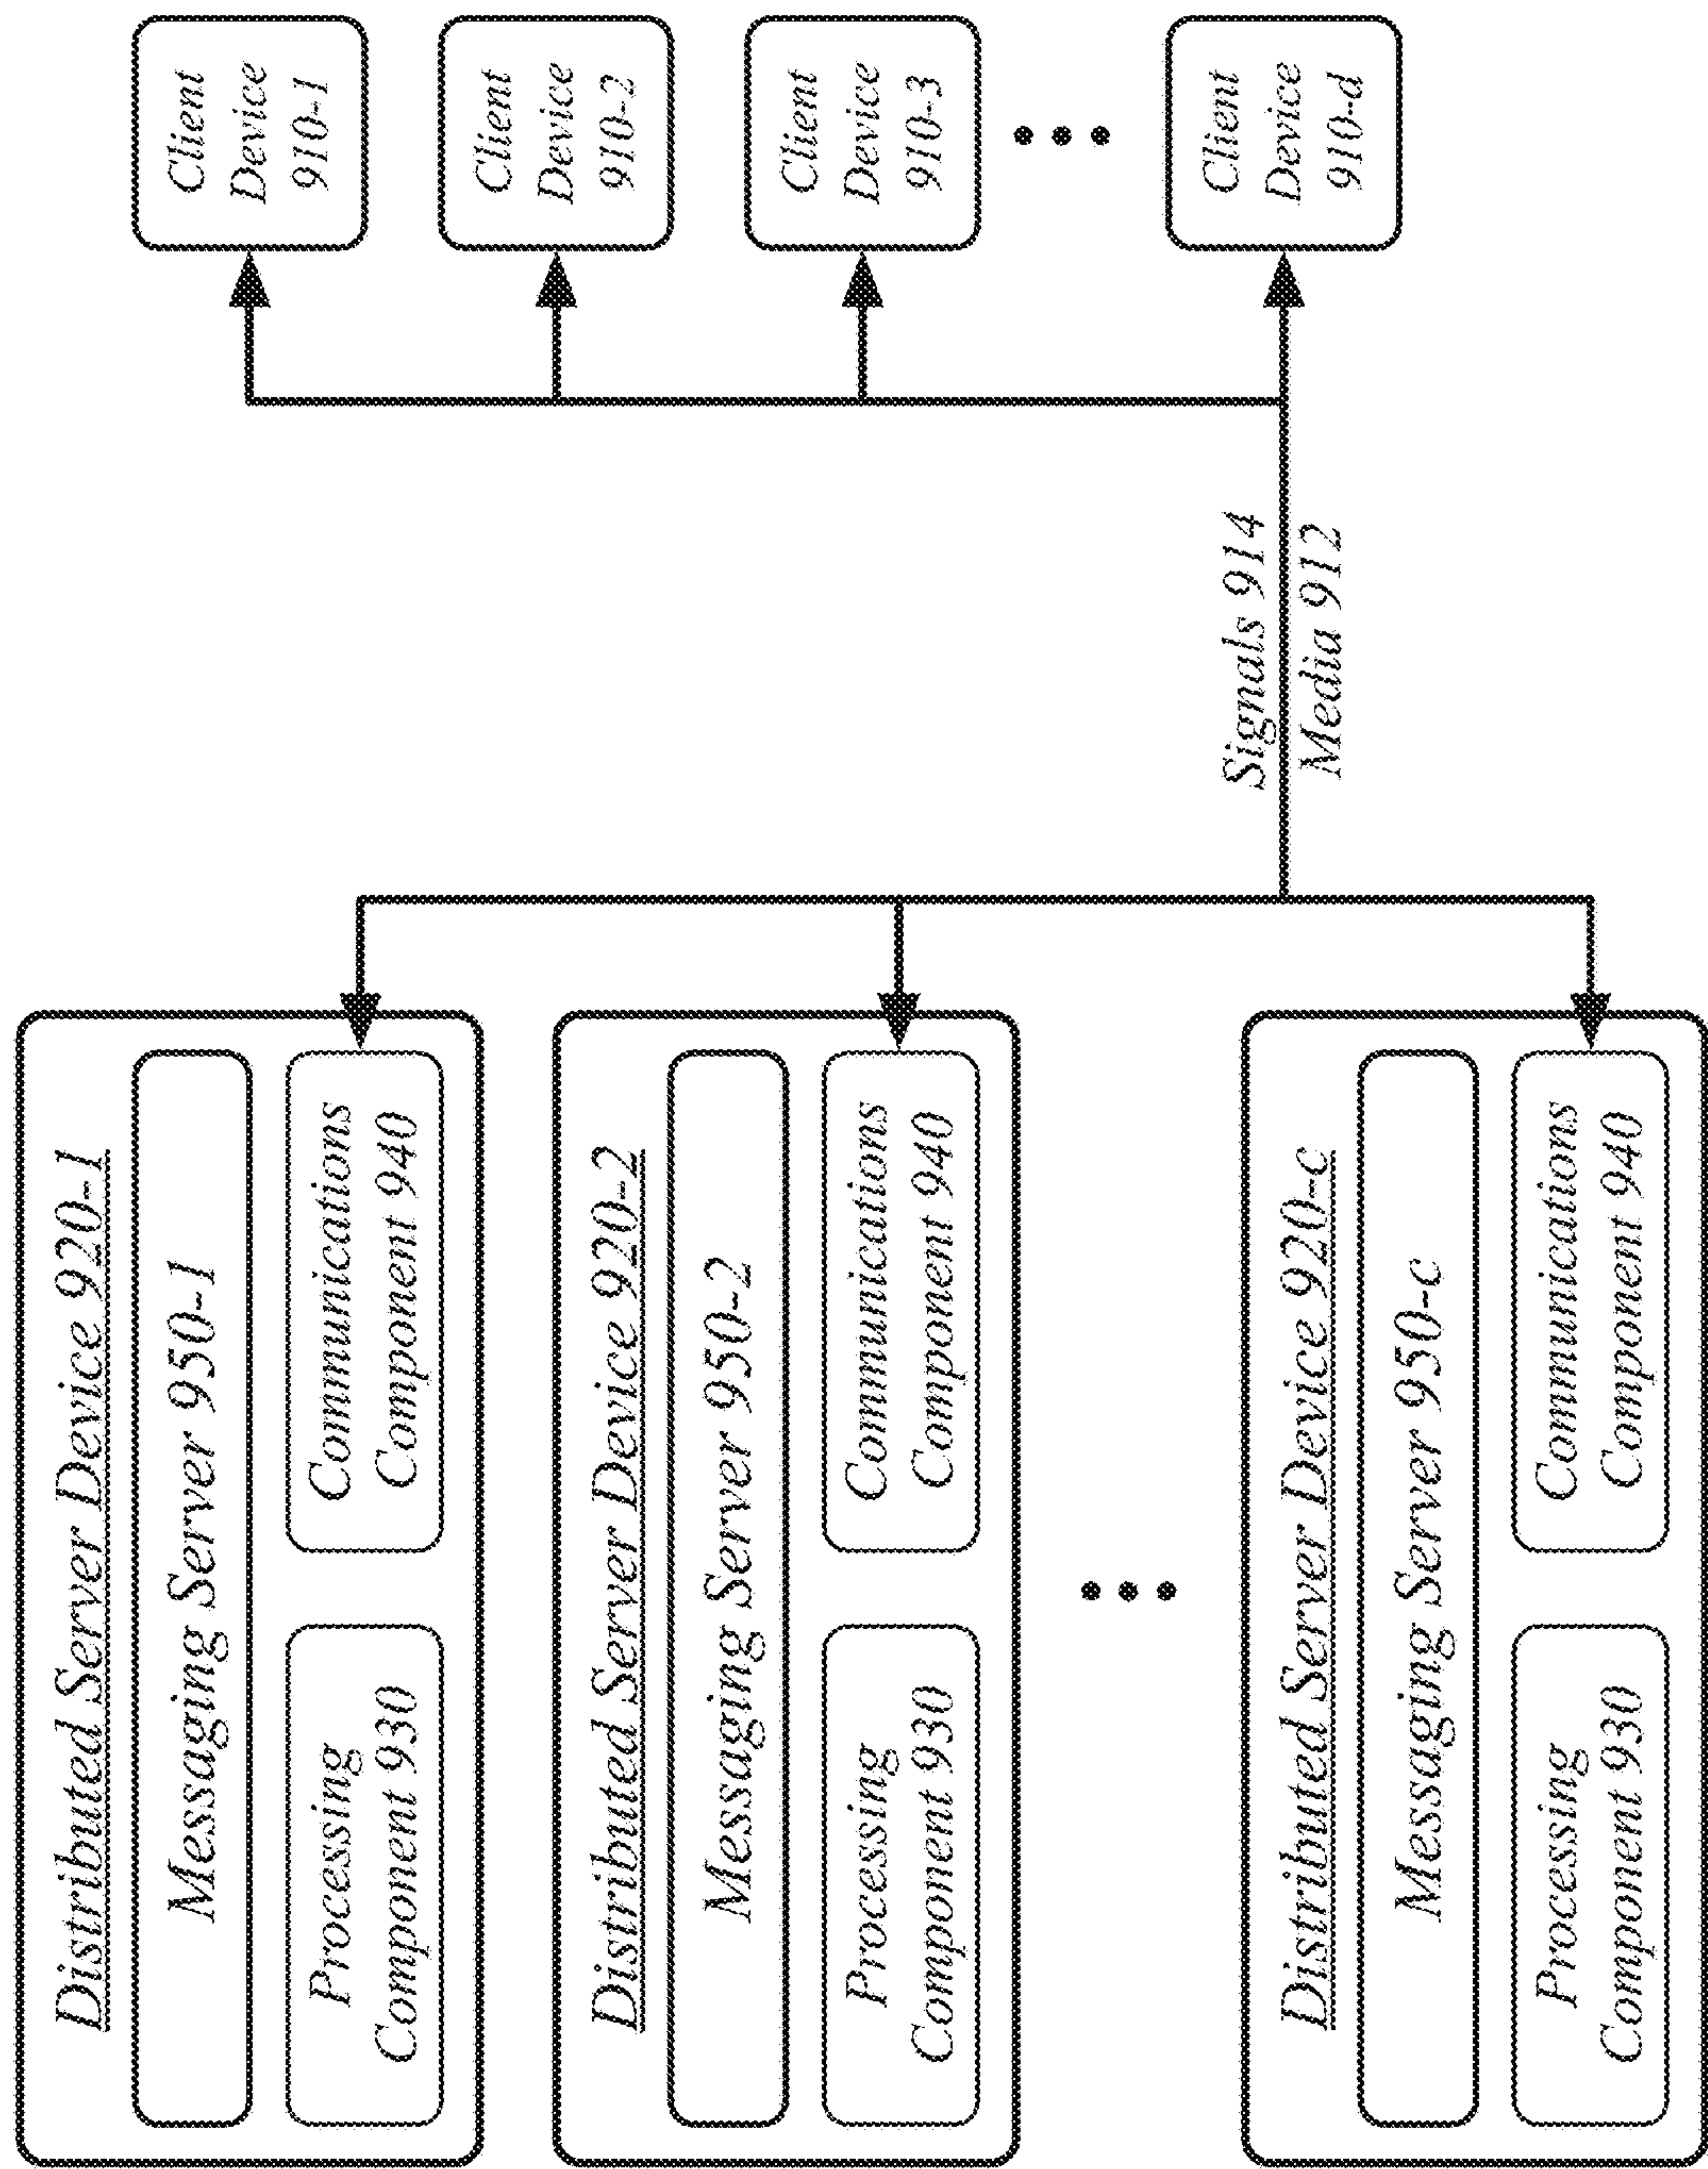 Distributed Server Device 920-1
Messaging Server 950-1
Processing
Component 930
Communications
Component 940
Distributed Server Device 920-2
Messaging Server 950-2
Processing
Component 930
Communications
Component 940
Distributed Server Device 920-c
Messaging Server 950-c
Processing
Component 930
Communications
Component 940
Signals 914
Media 912
Client
Device
910-1
Client
Device
910-2
Client
Device
910-3
Client
Device
910-d